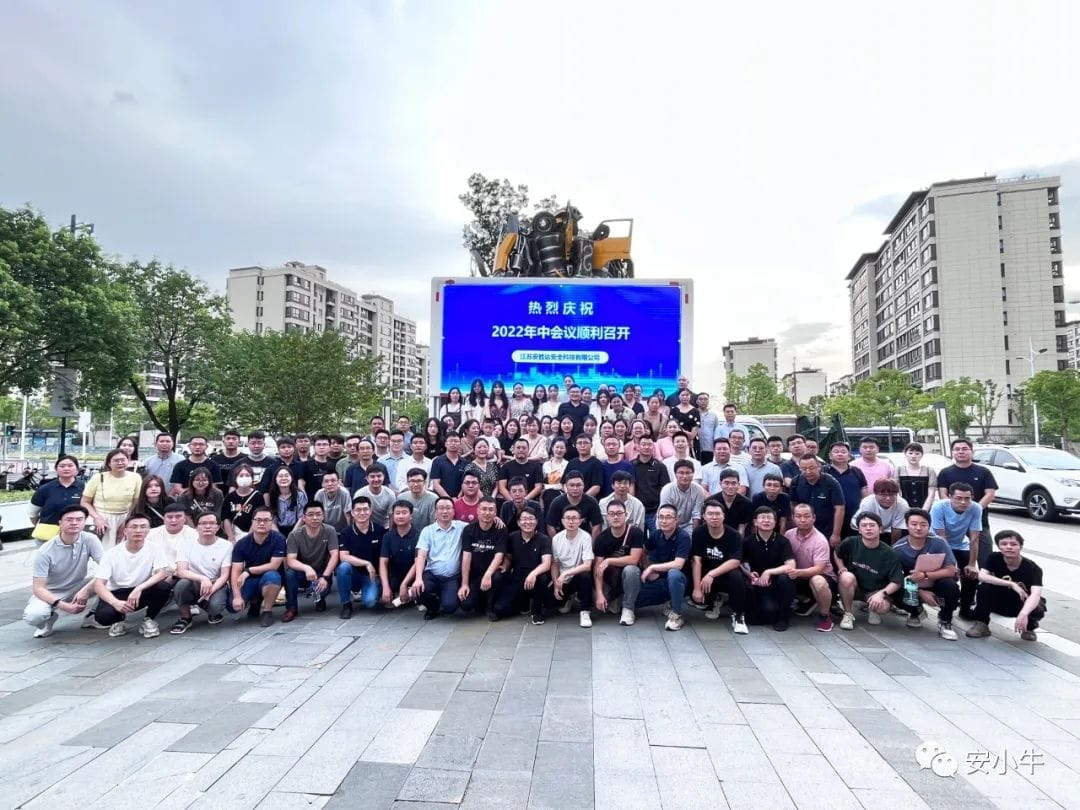 热烈庆祝
2022年中会议顺利召开
江苏安胜达安全科技有限公司
安小牛